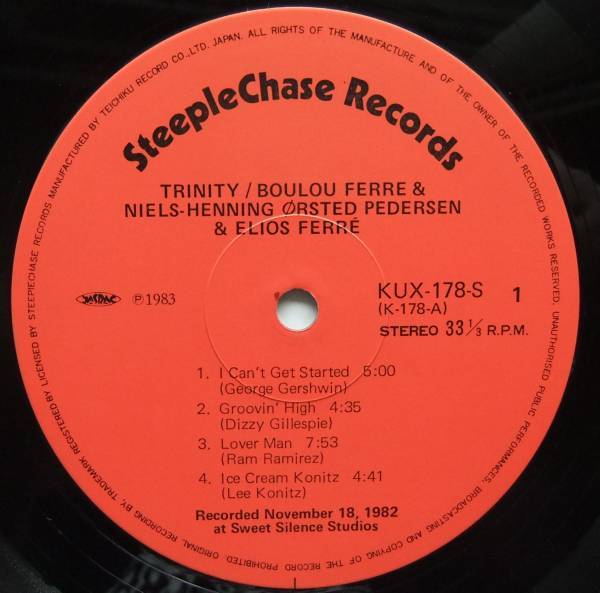 TRADEMARK REGISTERED BY LICENSED BY STEEPLECHASE RECORDS MANUFACTURED BY TEICHIKU RECORD CO., LTD. JAPAN. ALL RIGHTS OF THE MANUFACTURE AND OF THE OWNER OF THE RECORDED WORKS RESERVED. UNAUTHORISED PUBLIC PERFORMANCES. BROADCASTING AND COPYING OF THE RECORD PROHIBITED. ORIGINAL RECORDING BY,
SteepleChase Records
TRINITY / BOULOU FERRE &
NIELS-HENNING ØRSTED PEDERSEN
& ELIOS FERRÉ
JASRAC ℗1983
KUX-178-S 1
(K-178-A)
STEREO 33 1/3 R.P.M.
1. I Can't Get Started 5:00
(George Gershwin)
2. Groovin' High 4:35
(Dizzy Gillespie)
3. Lover Man 7:53
(Ram Ramirez)
4. Ice Cream Konitz 4:41
(Lee Konitz)
Recorded November 18, 1982
at Sweet Silence Studios